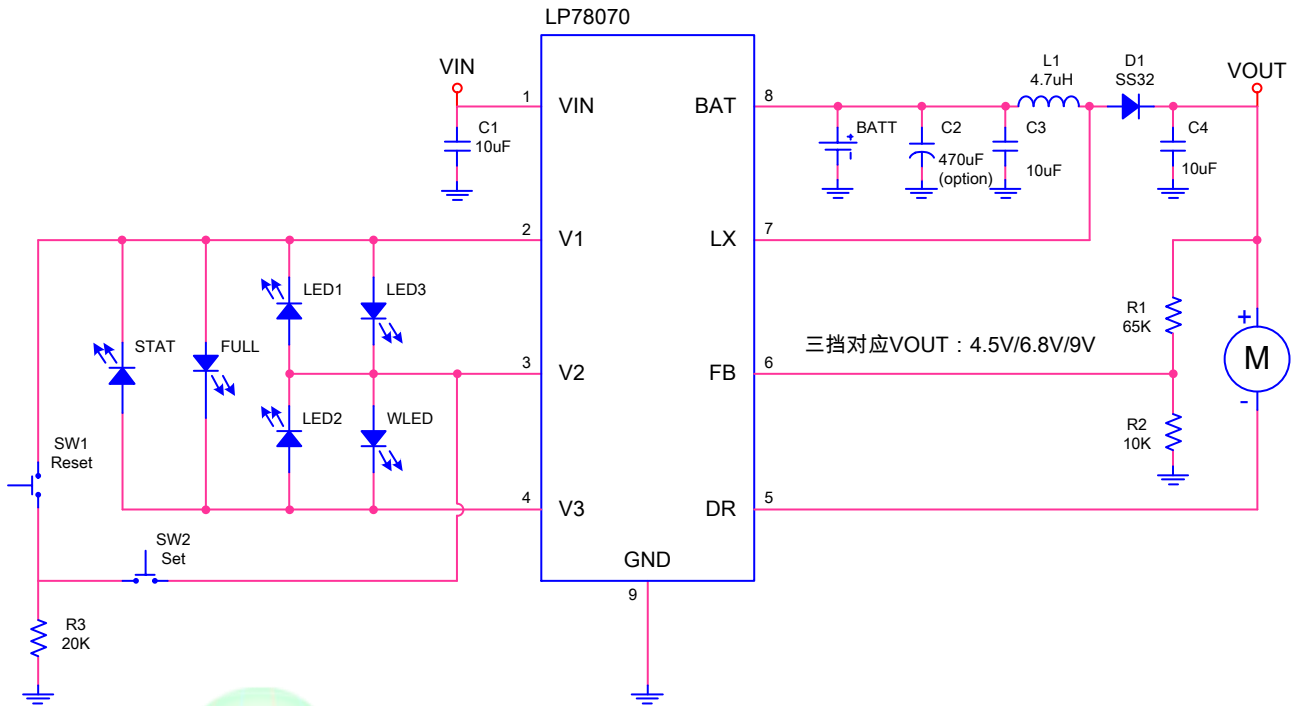 LP78070
VIN
1
VIN
C1
10uF
BAT
8
BATT
+
C2
470uF
(option)
C3
10uF
L1
4.7uH
D1
SS32
VOUT
C4
10uF
2
V1
LX
7
STAT
FULL
LED1
LED3
3
V2
三挡对应VOUT：4.5V/6.8V/9V
FB
6
R1
65K
+
M
-
LED2
WLED
R2
10K
SW1
Reset
4
V3
DR
5
SW2
Set
GND
9
R3
20K